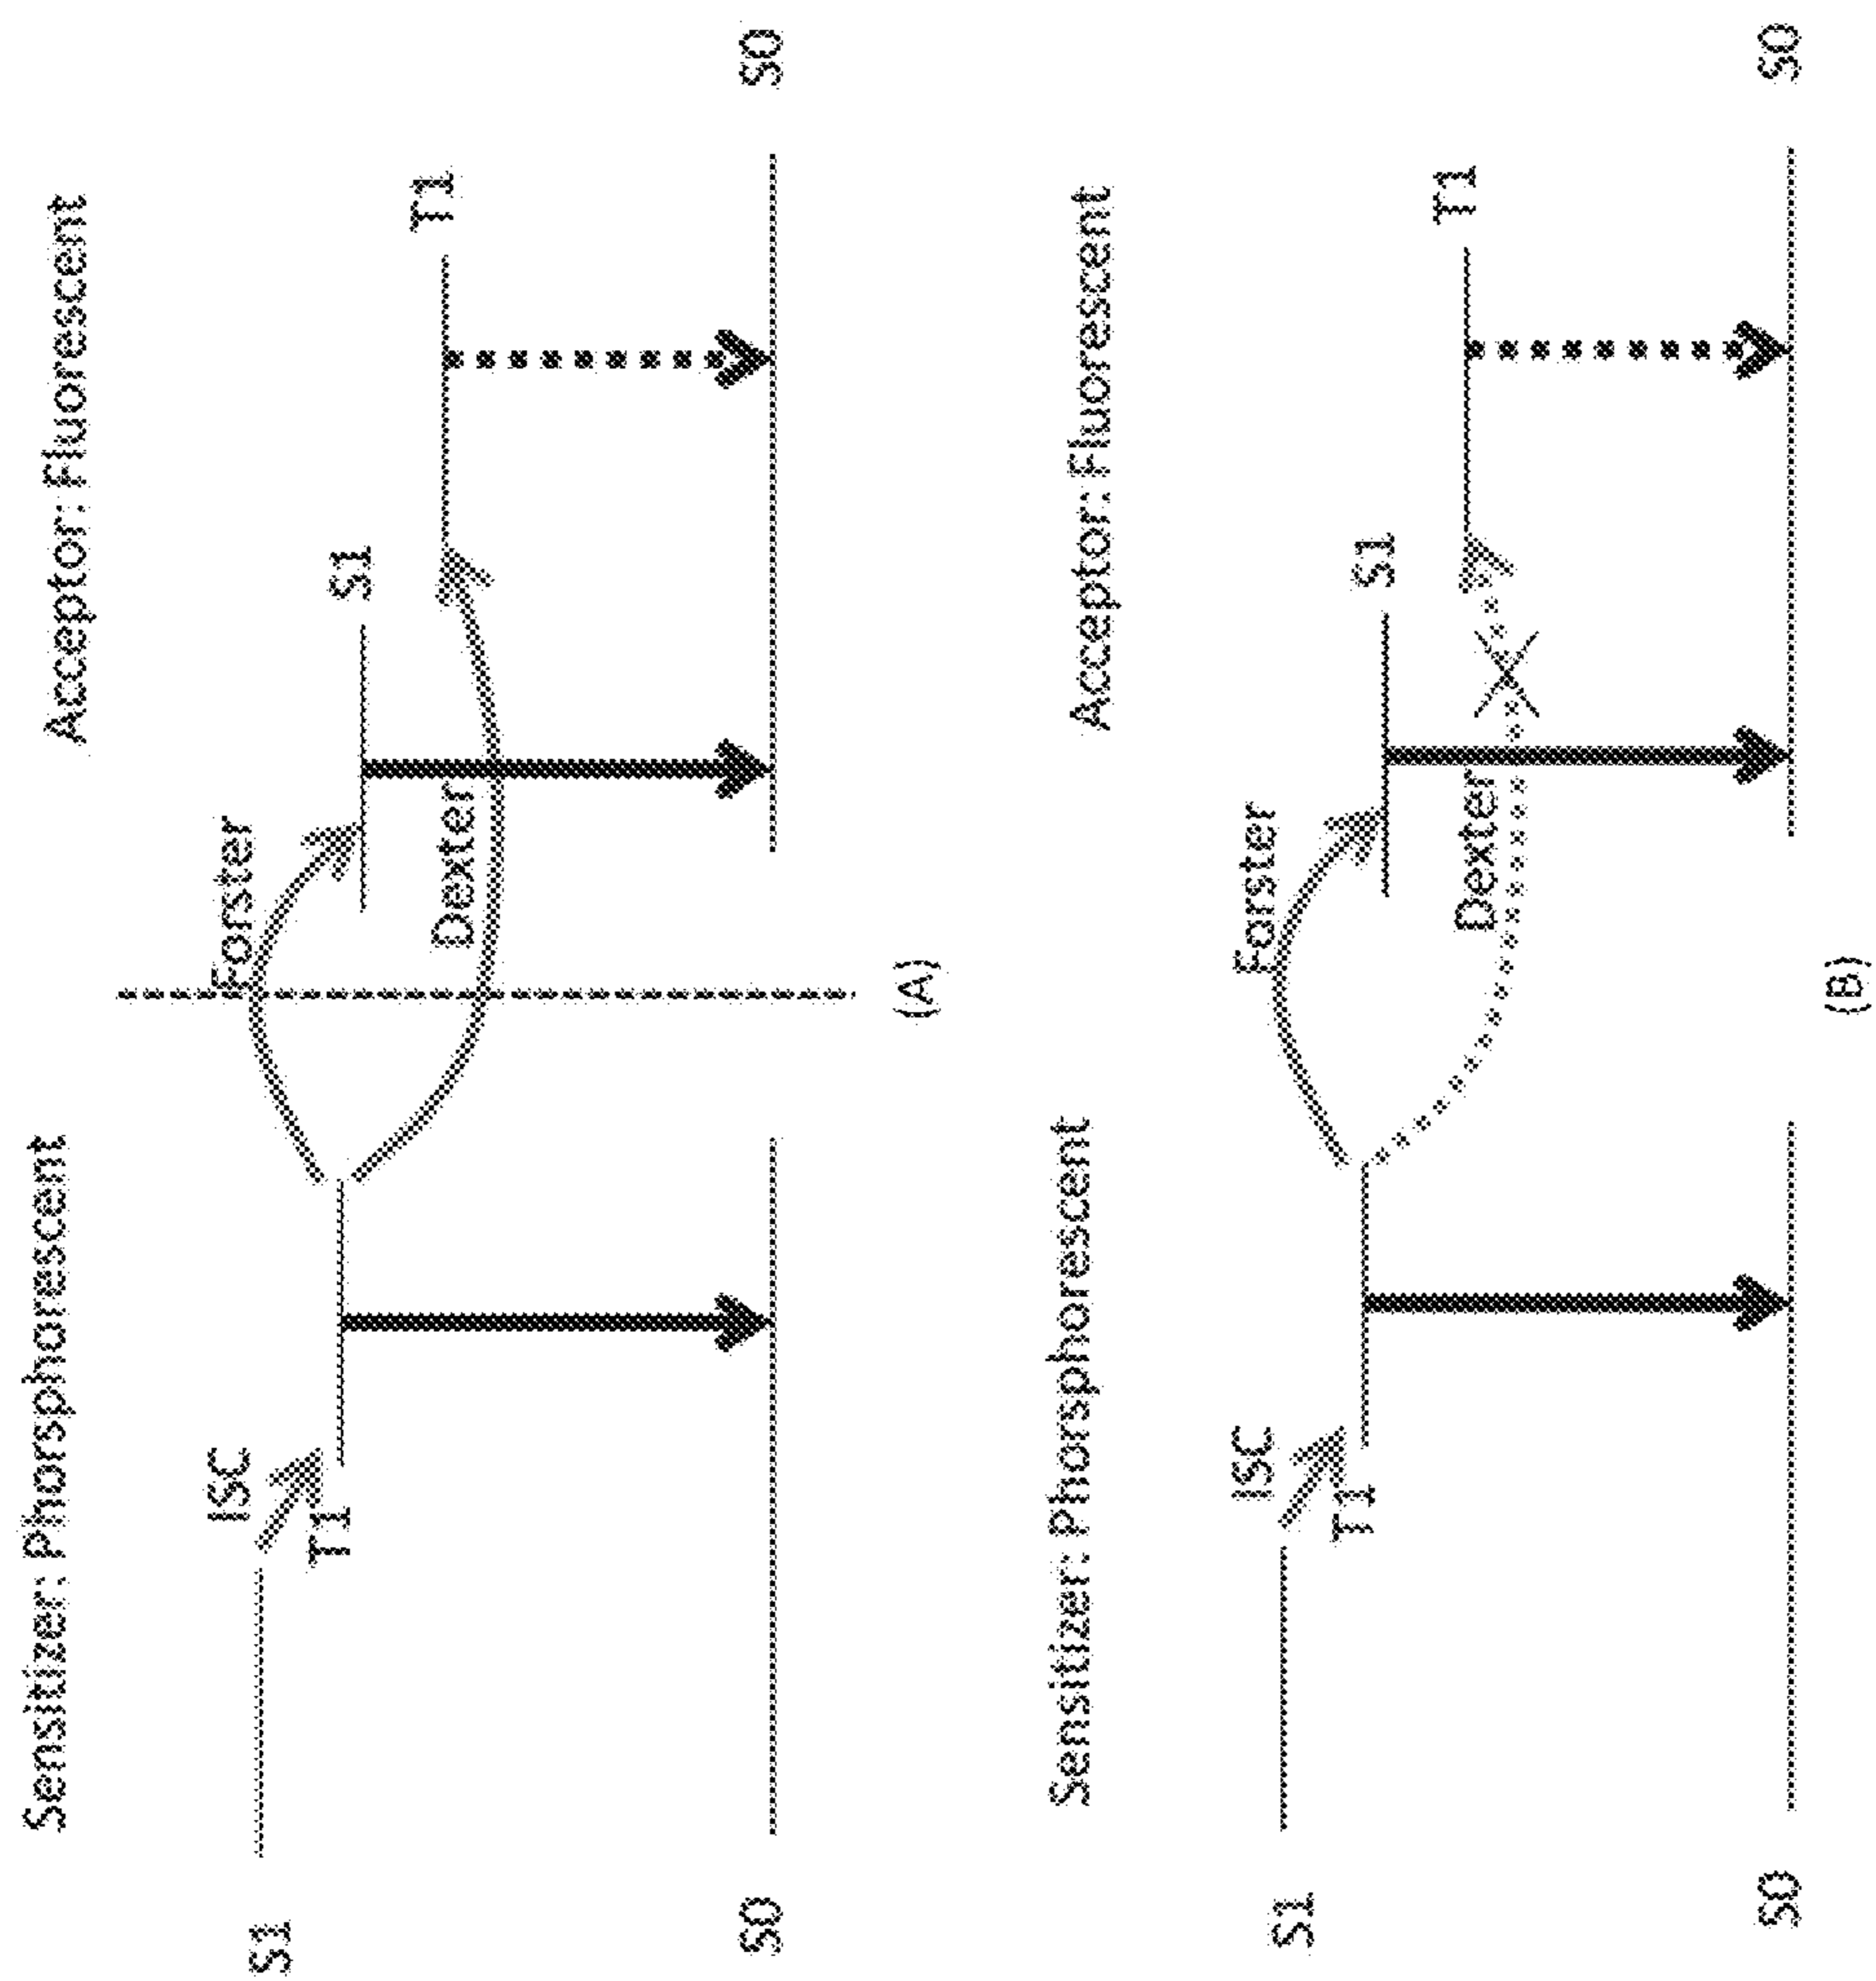 Sensitizer: Phorsphorescent
Acceptor: Fluorescent
Forster
ISC
S1
T1
S1
Dexter
T1
S0
S0
(A)
Sensitizer: Phorsphorescent
Acceptor: Fluorescent
Forster
ISC
S1
T1
S1
Dexter
T1
S0
S0
(B)